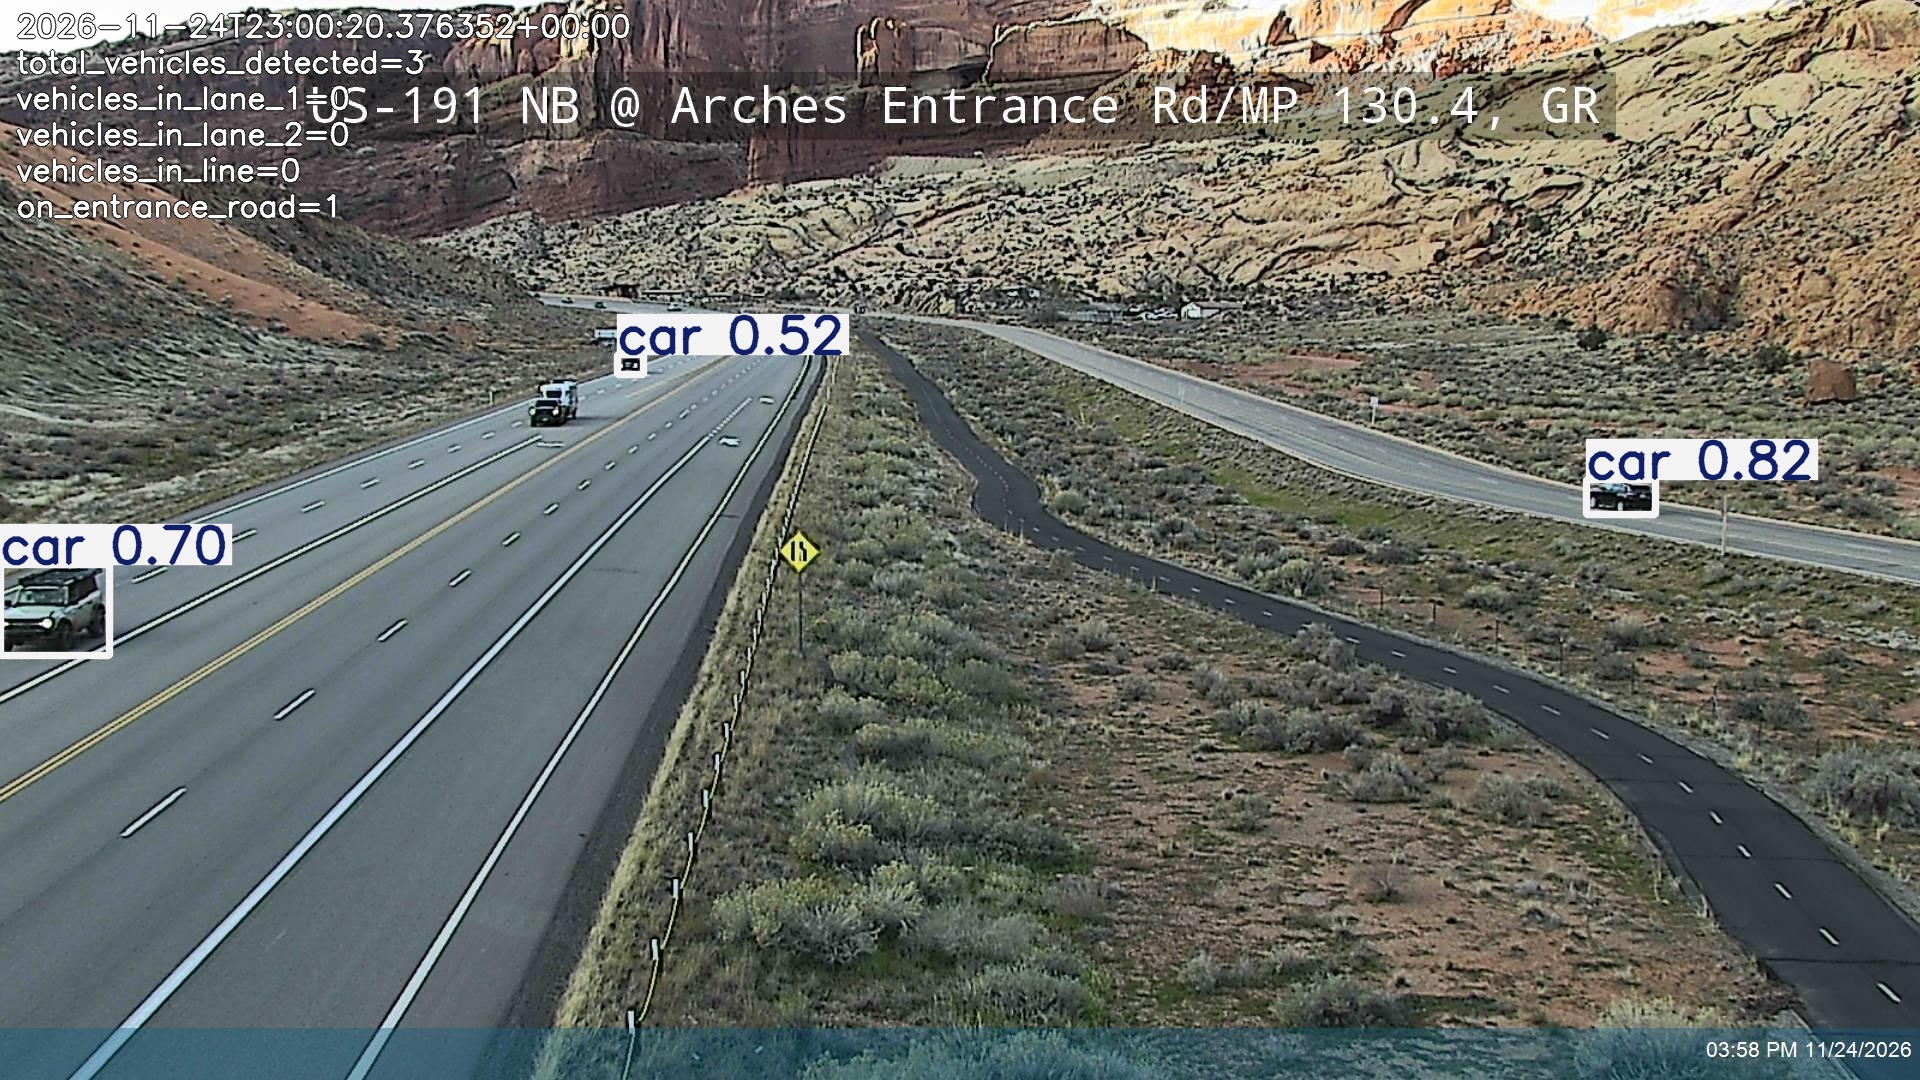 2026-11-24T23:00:20.376352+00:00
total_vehicles_detected=3
vehicles_in_lane_1=0
US-191 NB @ Arches Entrance Rd/MP 130.4, GR
vehicles_in_lane_2=0
vehicles_in_line=0
on_entrance_road=1
car 0.52
car 0.82
car 0.70
03:58 PM 11/24/2026